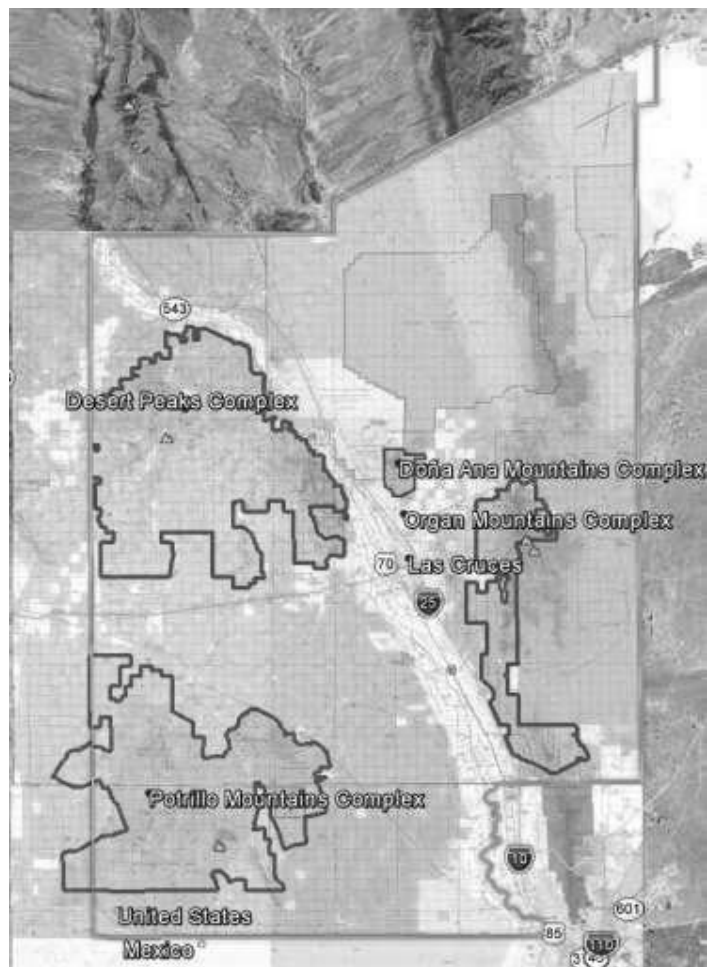 543
Desert Peaks Complex
Doña Ana Mountains Complex
Organ Mountains Complex
70
Las Cruces
25
Potrillo Mountains Complex
10
601
United States
85
110
Mexico